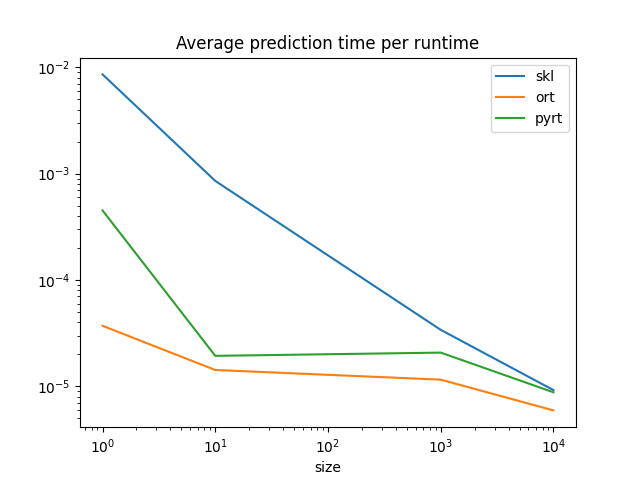 Average prediction time per runtime
10⁻²
10⁻³
10⁻⁴
10⁻⁵
skl
ort
pyrt
10⁰
10¹
10²
10³
10⁴
size